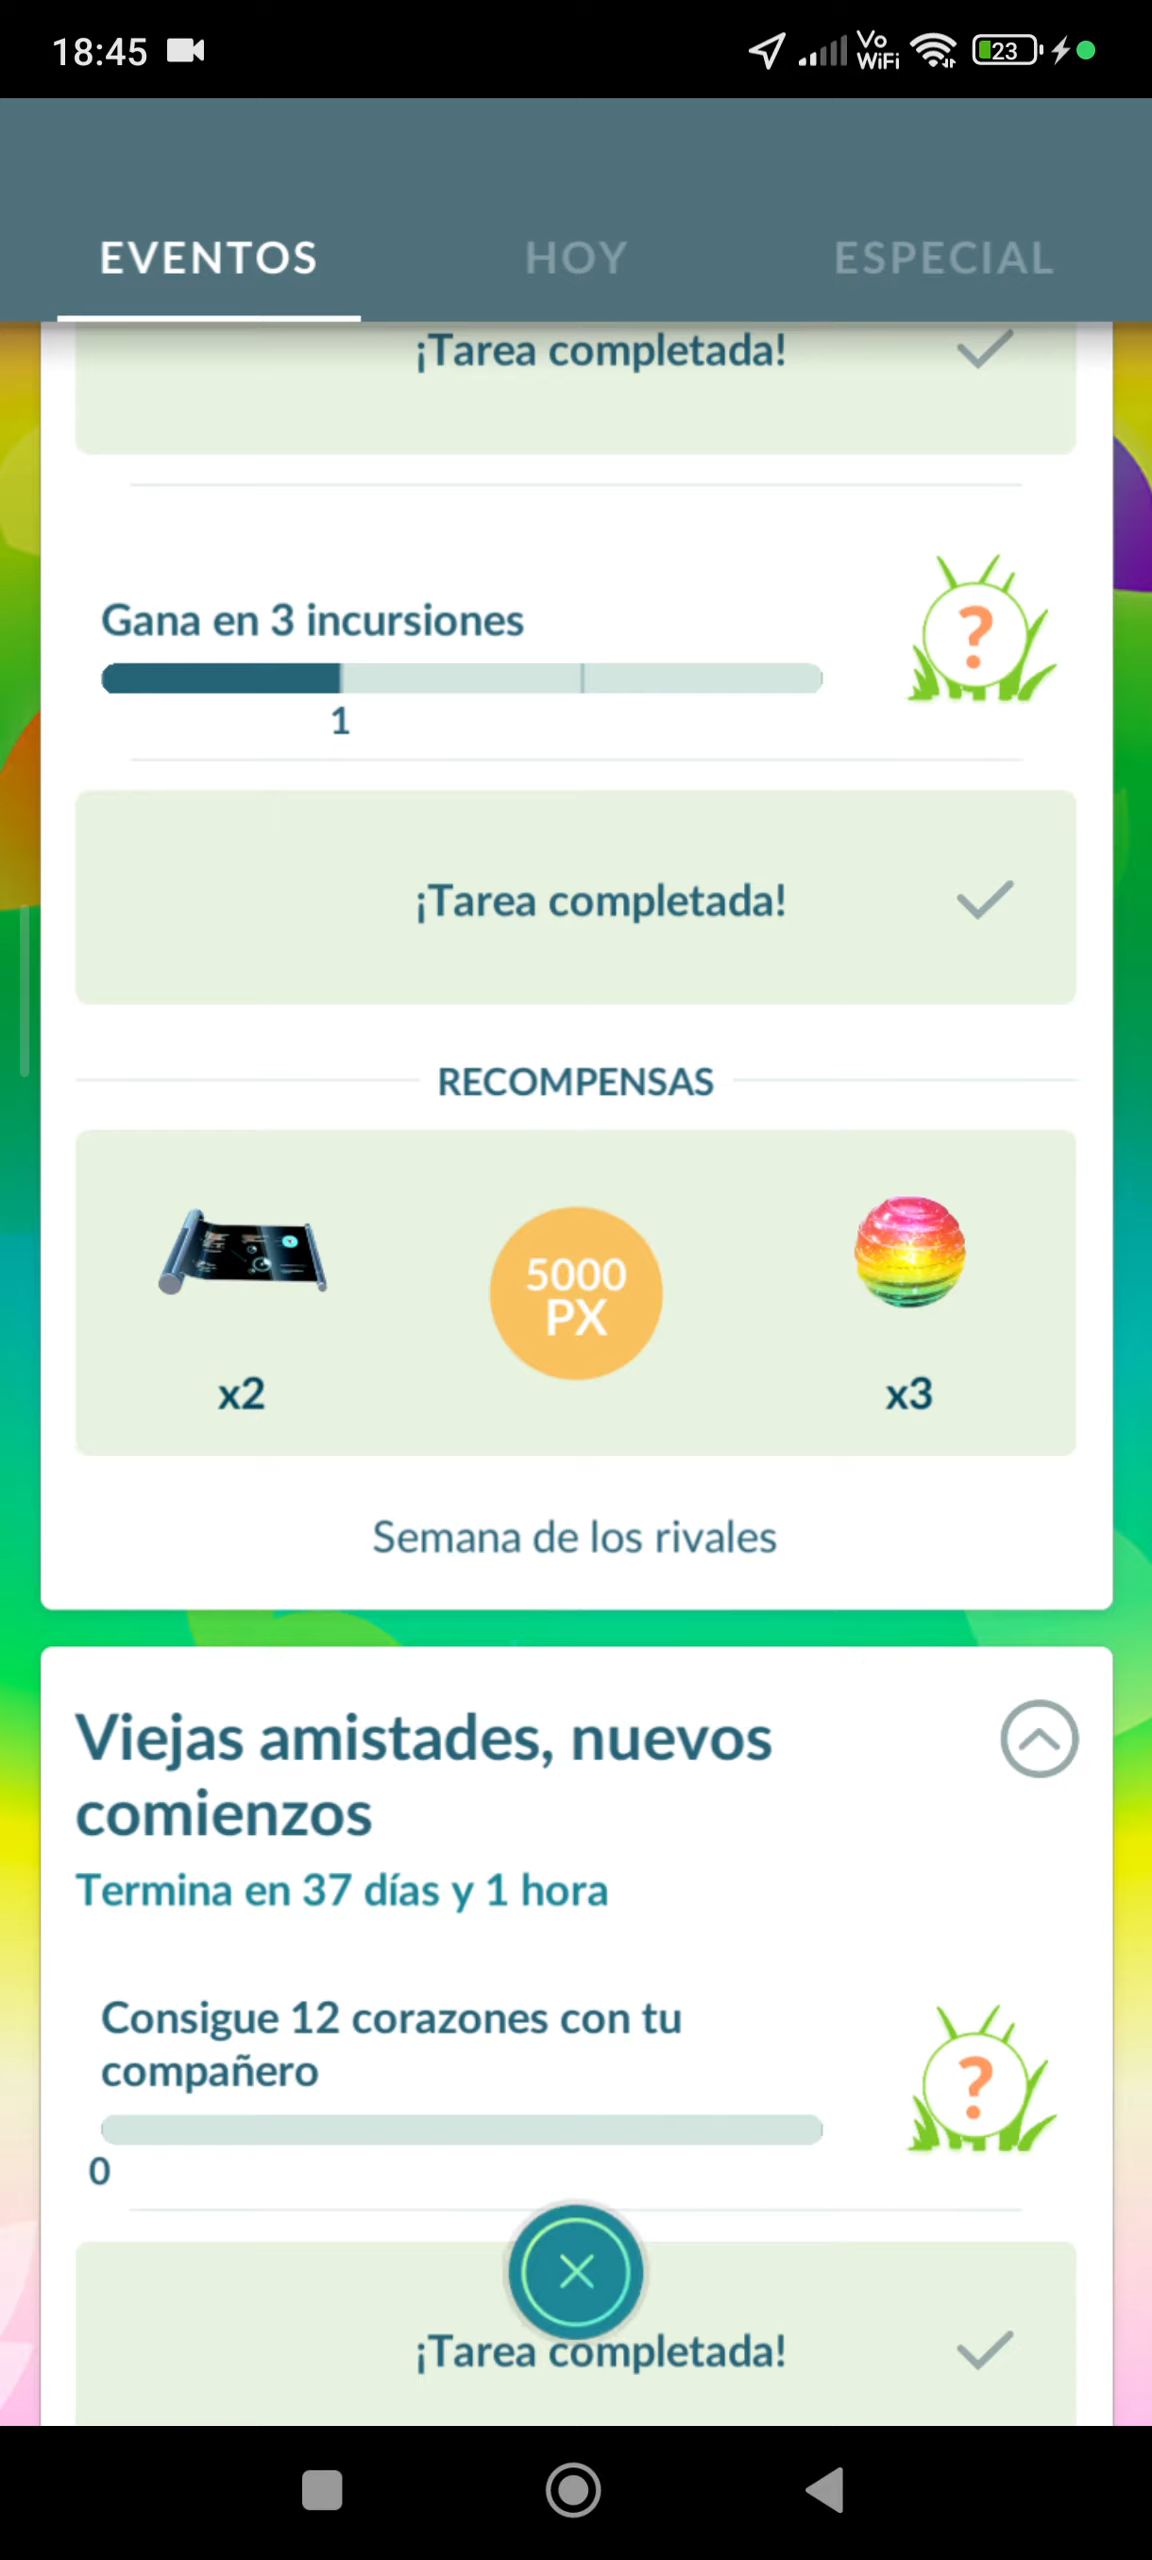 18:45
Vo
WiFi
23
EVENTOS
HOY
ESPECIAL
¡Tarea completada!
Gana en 3 incursiones
?
1
¡Tarea completada!
RECOMPENSAS
5000
PX
x2
x3
Semana de los rivales
Viejas amistades, nuevos
comienzos
Termina en 37 días y 1 hora
Consigue 12 corazones con tu
compañero
?
0
¡Tarea completada!